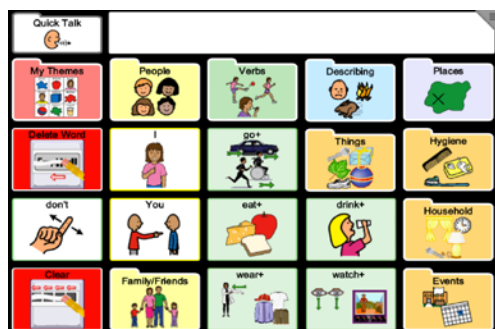 Quick Talk
My Themes
People
Verbs
Describing
Places
Delete Word
I
go+
Things
Hygiene
don't
You
eat+
drink+
Household
Clear
Family/Friends
wear+
watch+
Events